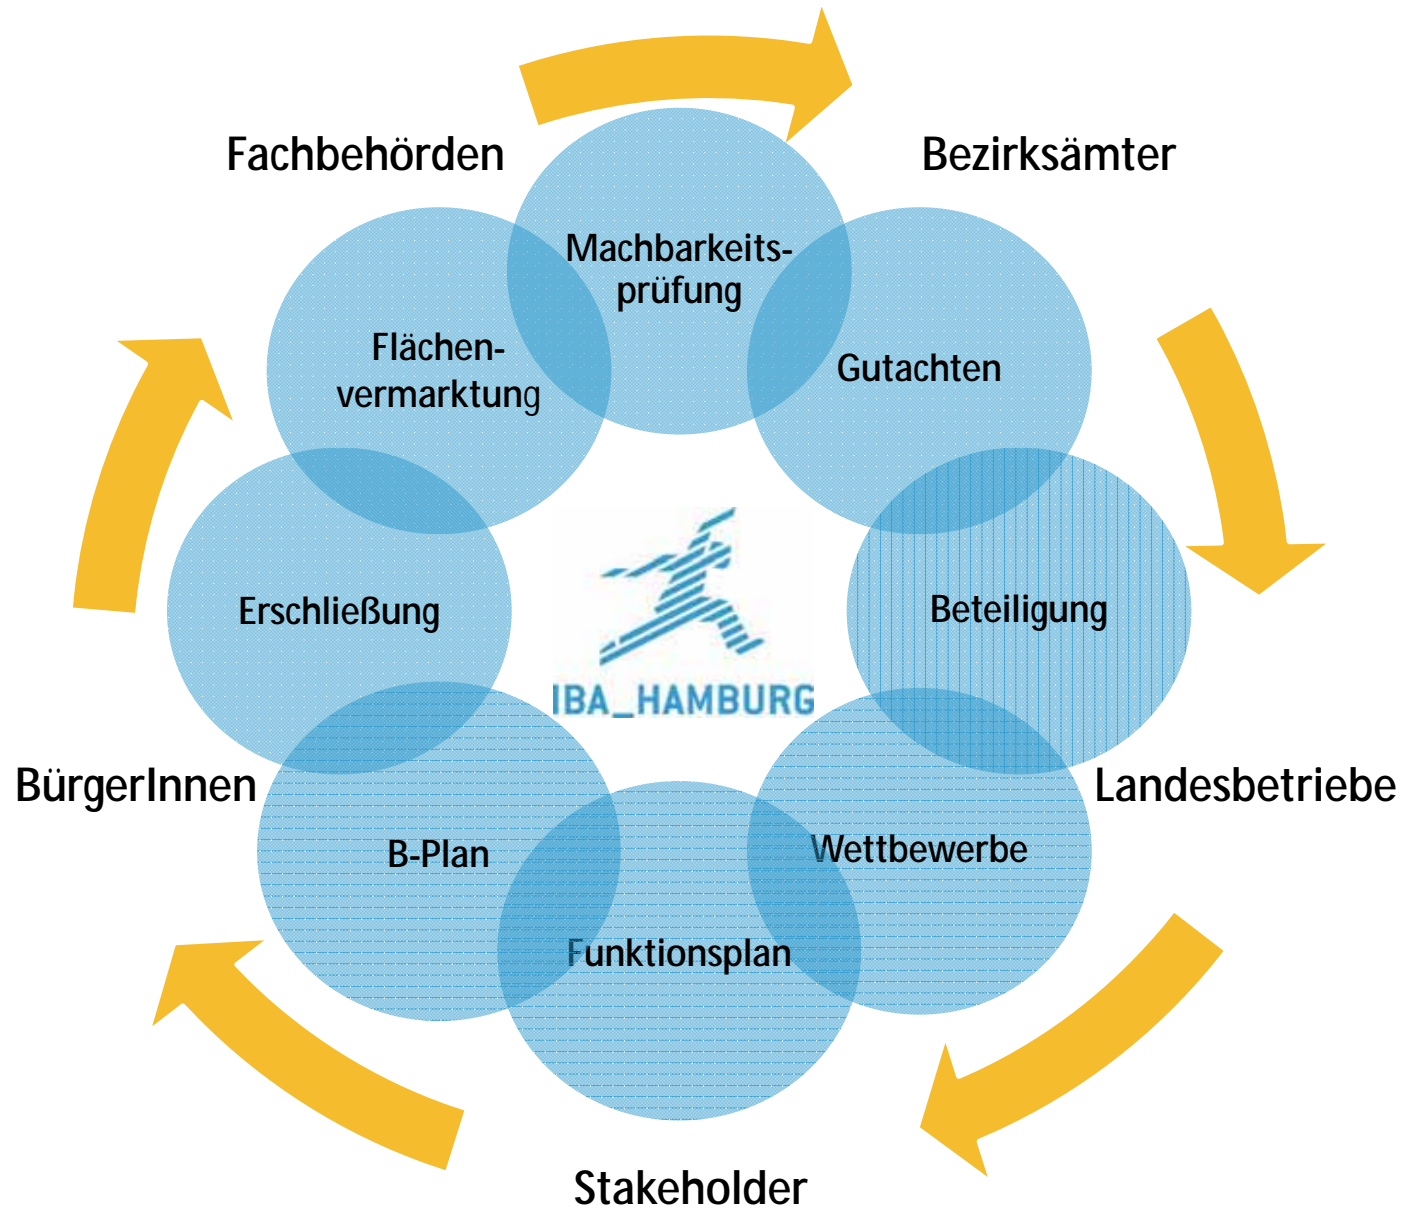 Fachbehörden
Bezirksämter
Machbarkeits-
prüfung
Flächen-
vermarktung
Gutachten
Erschließung
Beteiligung
IBA_HAMBURG
BürgerInnen
Landesbetriebe
B-Plan
Wettbewerbe
Funktionsplan
Stakeholder